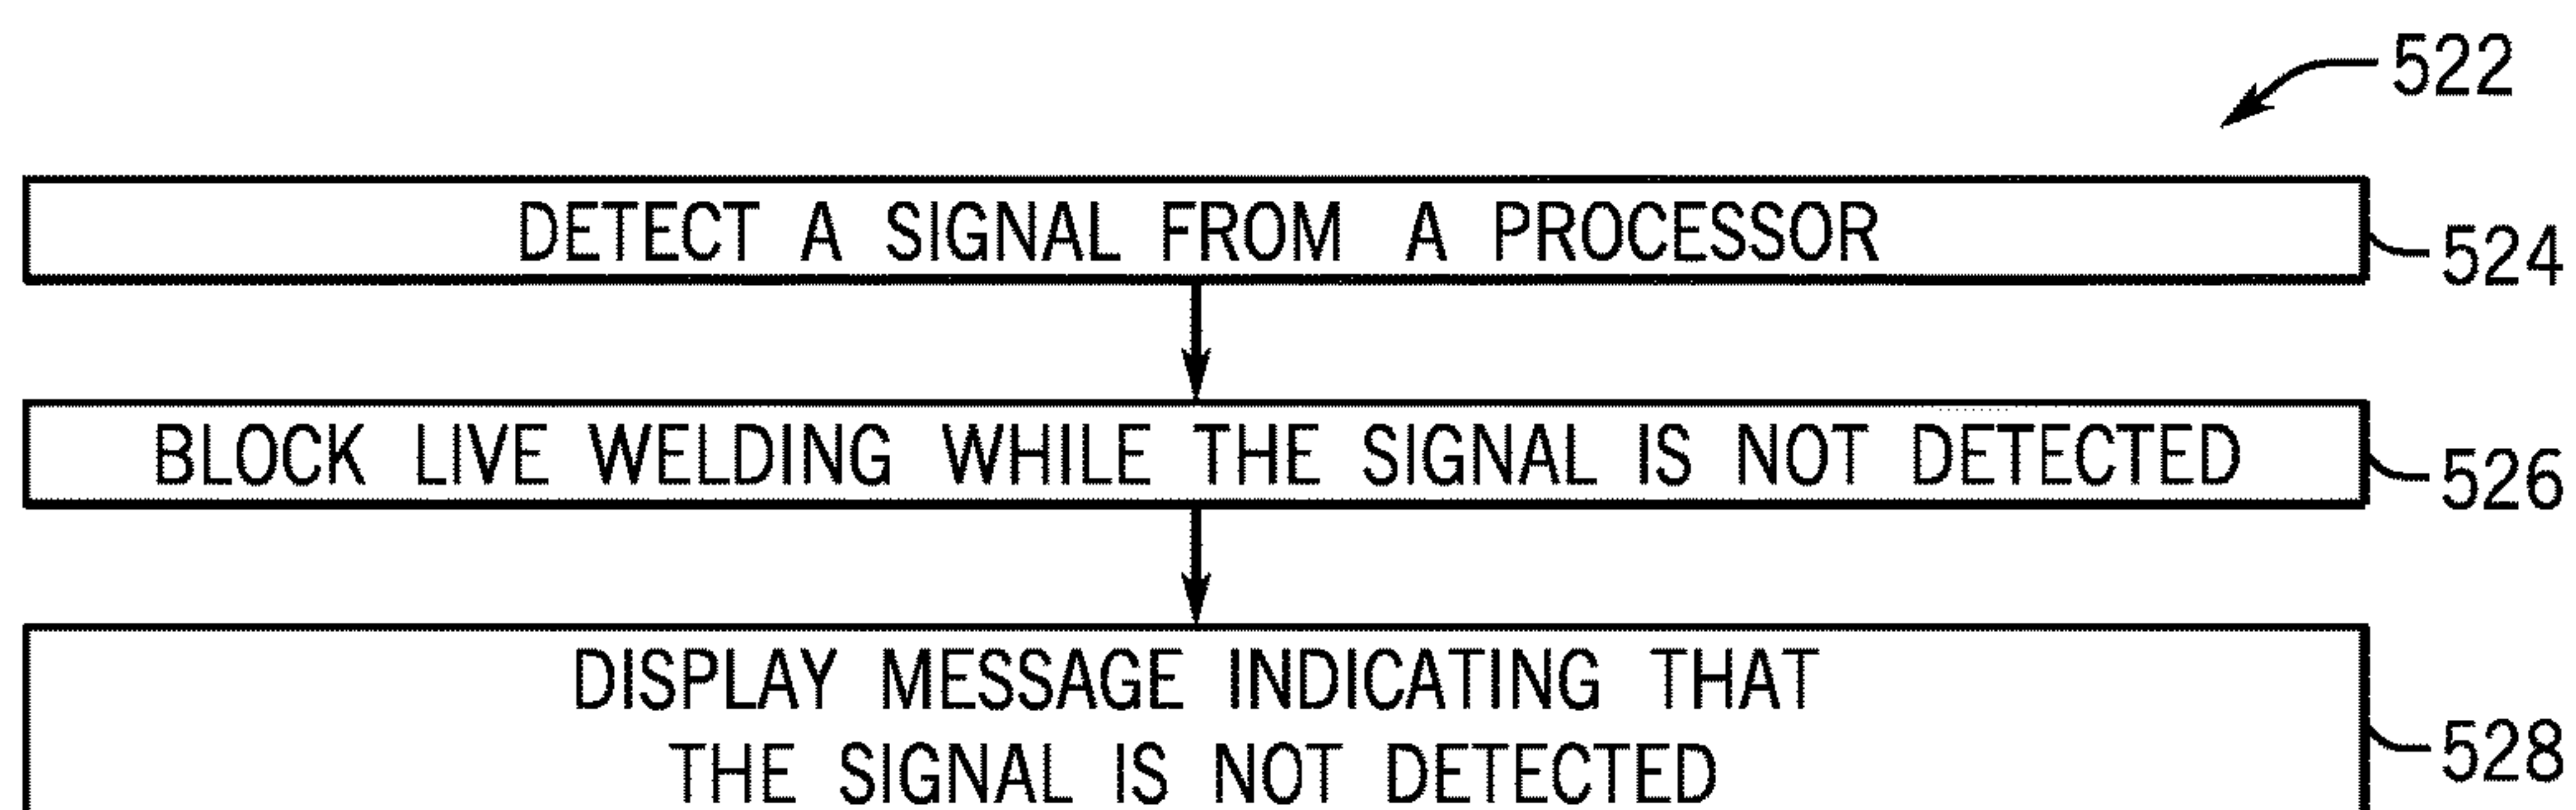 522
DETECT A SIGNAL FROM A PROCESSOR
524
BLOCK LIVE WELDING WHILE THE SIGNAL IS NOT DETECTED
526
DISPLAY MESSAGE INDICATING THAT
THE SIGNAL IS NOT DETECTED
528